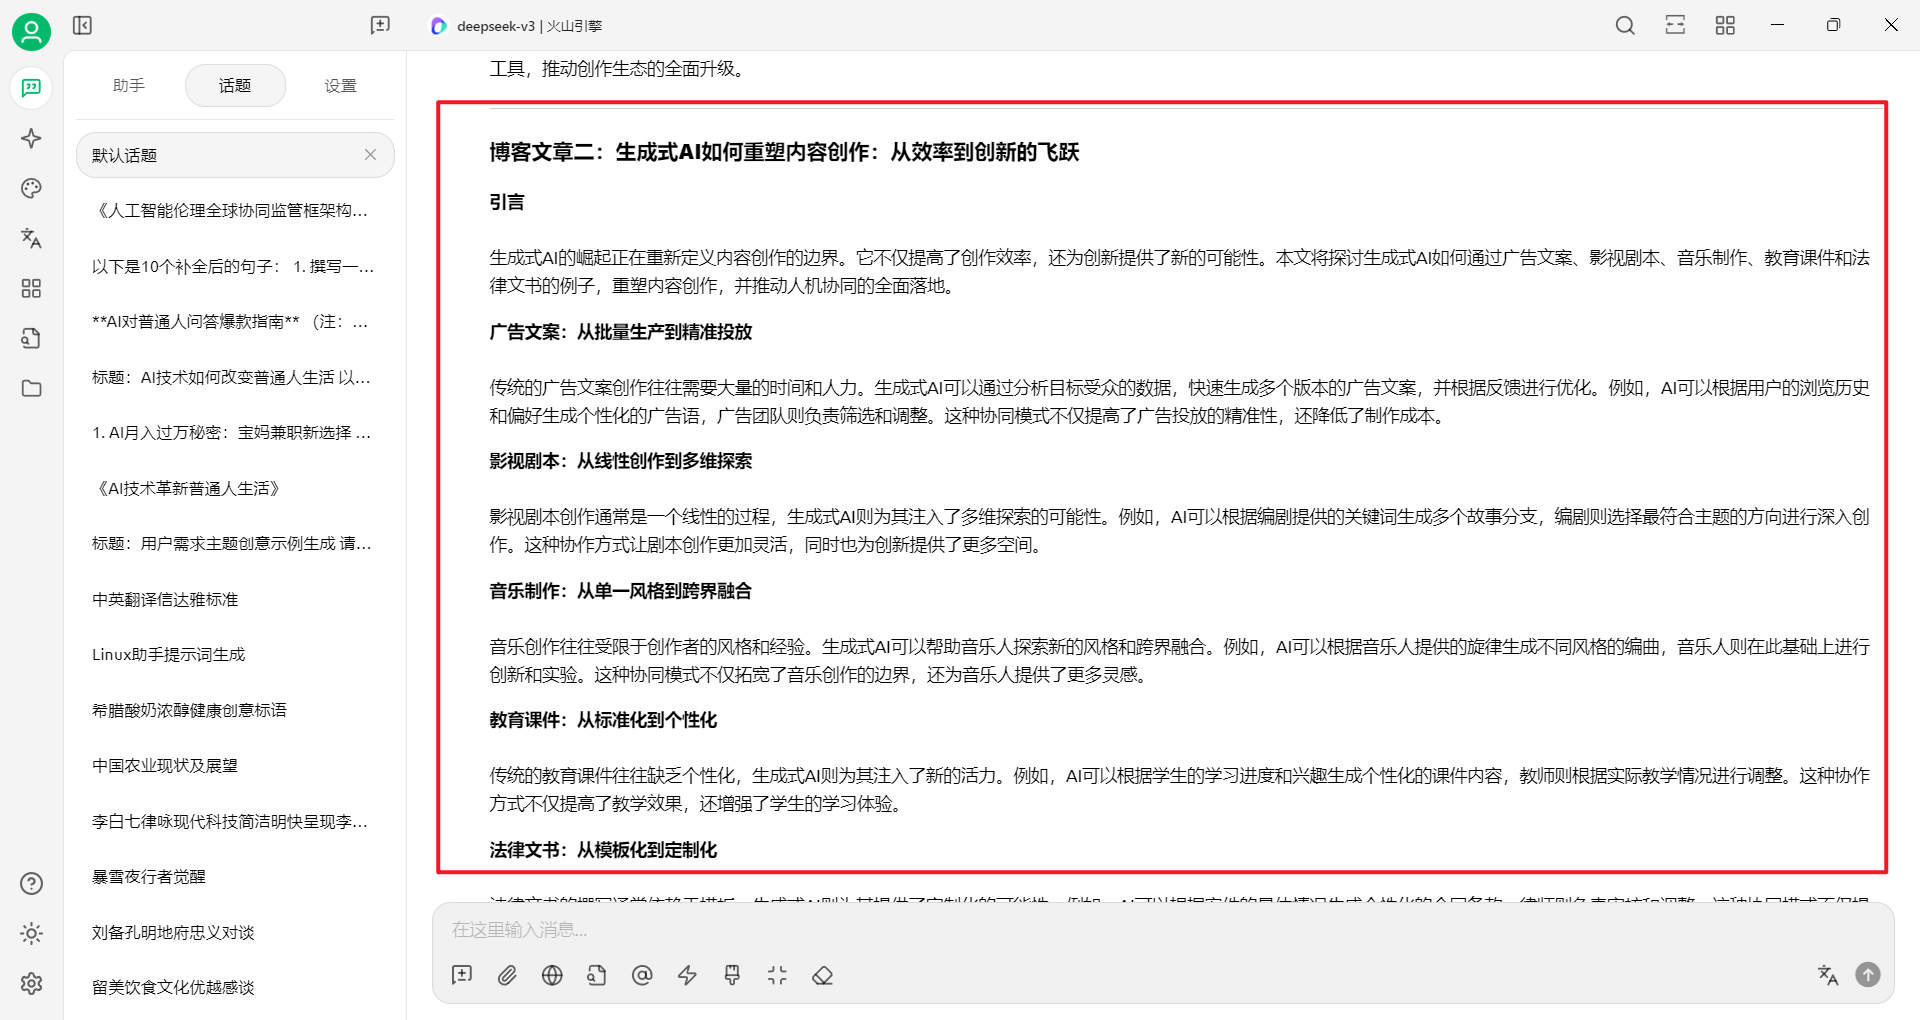 deepseek-v3 | 火山引擎
助手
话题
设置
默认话题
《人工智能伦理全球协同监管框架构...
以下是10个补全后的句子： 1. 撰写一...
**AI对普通人问答爆款指南** （注：...
标题：AI技术如何改变普通人生活 以...
1. AI月入过万秘密：宝妈兼职新选择 ...
《AI技术革新普通人生活》
标题：用户需求主题创意示例生成 请...
中英翻译信达雅标准
Linux助手提示词生成
希腊酸奶浓醇健康创意标语
中国农业现状及展望
李白七律咏现代科技简洁明快呈现李...
暴雪夜行者觉醒
刘备孔明地府忠义对谈
留美饮食文化优越感谈
工具，推动创作生态的全面升级。
博客文章二：生成式AI如何重塑内容创作：从效率到创新的飞跃
引言
生成式AI的崛起正在重新定义内容创作的边界。它不仅提高了创作效率，还为创新提供了新的可能性。本文将探讨生成式AI如何通过广告文案、影视剧本、音乐制作、教育课件和法
律文书的例子，重塑内容创作，并推动人机协同的全面落地。
广告文案：从批量生产到精准投放
传统的广告文案创作往往需要大量的时间和人力。生成式AI可以通过分析目标受众的数据，快速生成多个版本的广告文案，并根据反馈进行优化。例如，AI可以根据用户的浏览历史
和偏好生成个性化的广告语，广告团队则负责筛选和调整。这种协同模式不仅提高了广告投放的精准性，还降低了制作成本。
影视剧本：从线性创作到多维探索
影视剧本创作通常是一个线性的过程，生成式AI则为其注入了多维探索的可能性。例如，AI可以根据编剧提供的关键词生成多个故事分支，编剧则选择最符合主题的方向进行深入创
作。这种协作方式让剧本创作更加灵活，同时也为创新提供了更多空间。
音乐制作：从单一风格到跨界融合
音乐创作往往受限于创作者的风格和经验。生成式AI可以帮助音乐人探索新的风格和跨界融合。例如，AI可以根据音乐人提供的旋律生成不同风格的编曲，音乐人则在此基础上进行
创新和实验。这种协同模式不仅拓宽了音乐创作的边界，还为音乐人提供了更多灵感。
教育课件：从标准化到个性化
传统的教育课件往往缺乏个性化，生成式AI则为其注入了新的活力。例如，AI可以根据学生的学习进度和兴趣生成个性化的课件内容，教师则根据实际教学情况进行调整。这种协作
方式不仅提高了教学效果，还增强了学生的学习体验。
法律文书：从模板化到定制化
在这里输入消息...